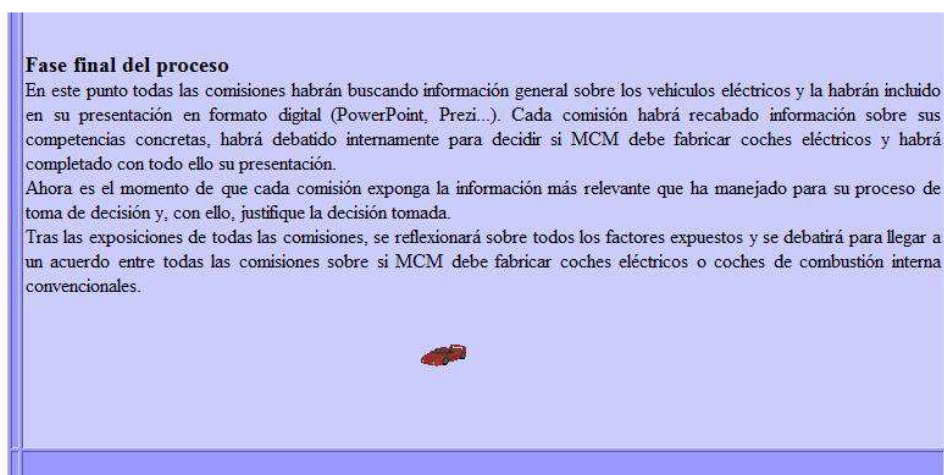 Fase final del proceso
En este punto todas las comisiones habrán buscando información general sobre los vehículos eléctricos y la habrán incluido
en su presentación en formato digital (PowerPoint, Prezi...). Cada comisión habrá recabado información sobre sus
competencias concretas, habrá debatido internamente para decidir si MCM debe fabricar coches eléctricos y habrá
completado con todo ello su presentación.
Ahora es el momento de que cada comisión exponga la información más relevante que ha manejado para su proceso de
toma de decisión y, con ello, justifique la decisión tomada.
Tras las exposiciones de todas las comisiones, se reflexionará sobre todos los factores expuestos y se debatirá para llegar a
un acuerdo entre todas las comisiones sobre si MCM debe fabricar coches eléctricos o coches de combustión interna
convencionales.